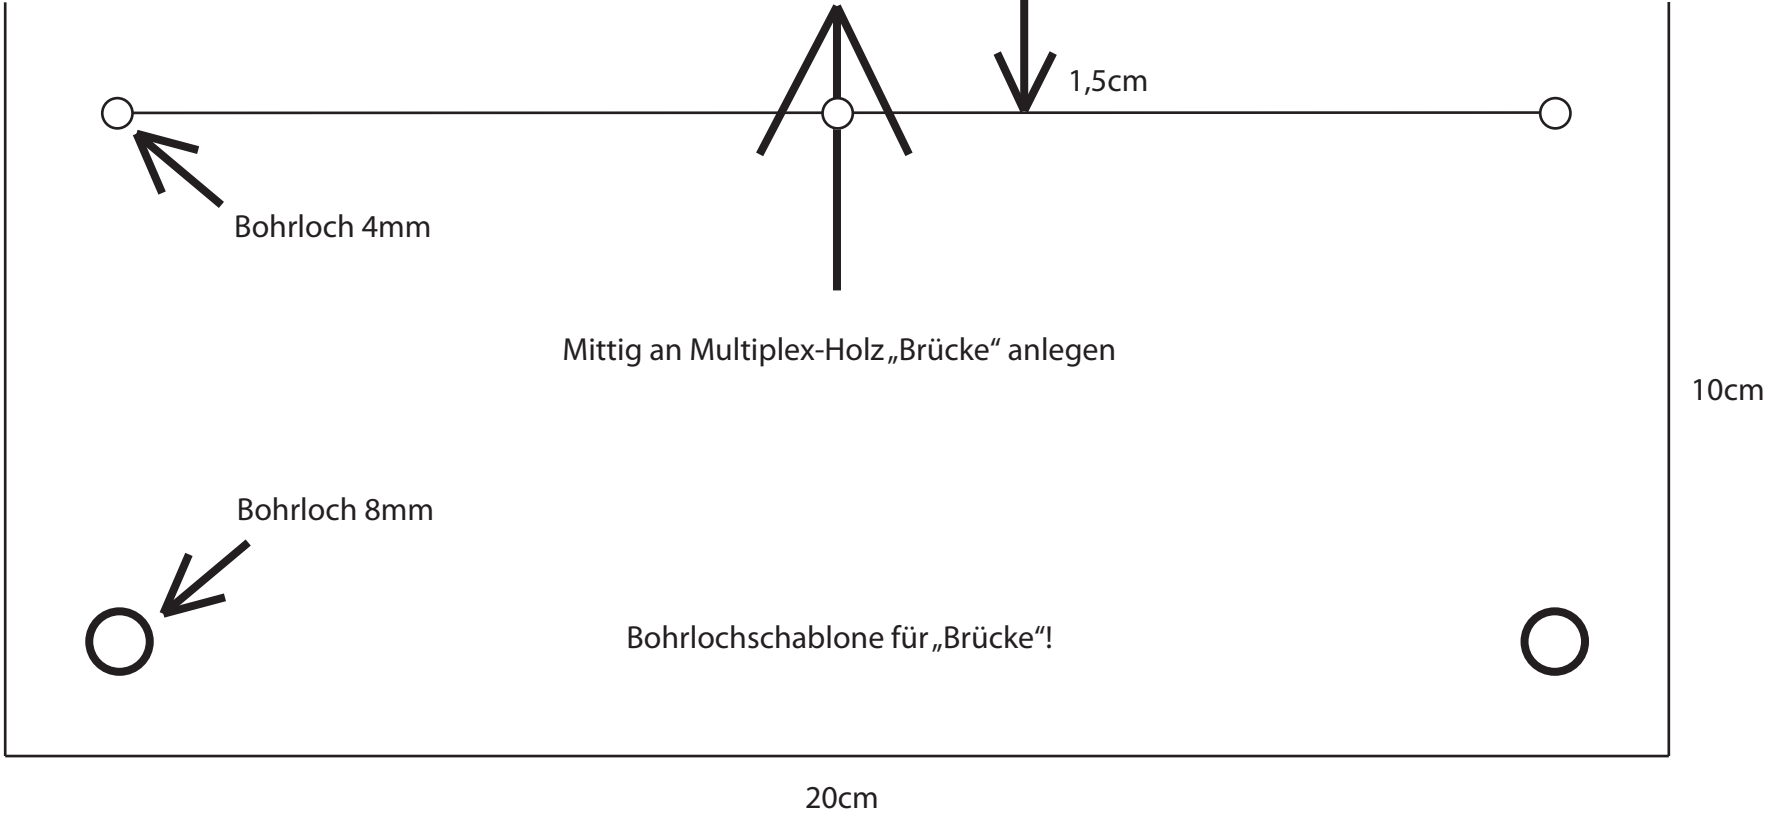 1,5cm
Bohrloch 4mm
Mittig an Multiplex-Holz „Brücke“ anlegen
10cm
Bohrloch 8mm
Bohrlochschablone für „Brücke“!
20cm